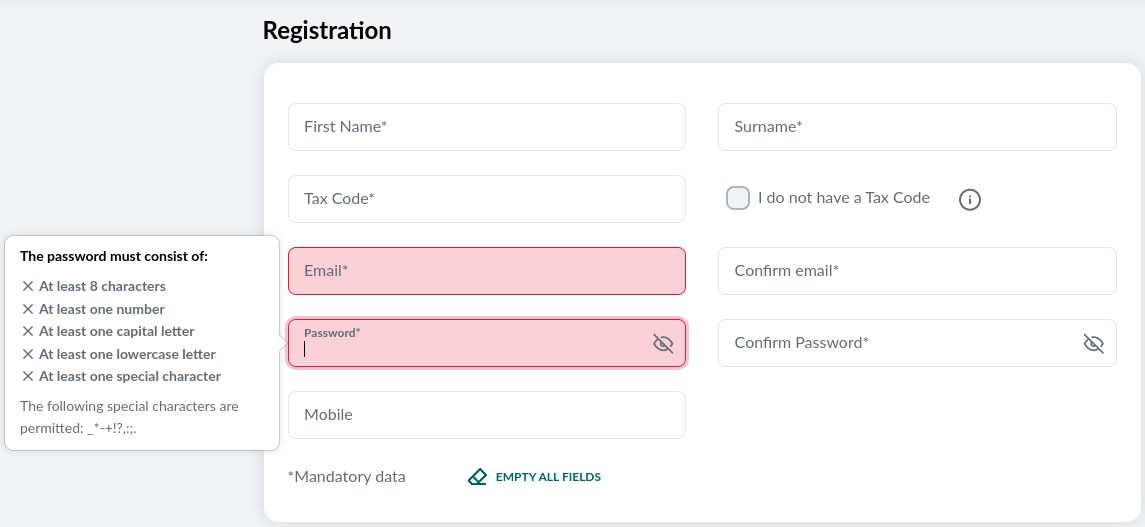 Registration
First Name*
Surname*
Tax Code*
I do not have a Tax Code
The password must consist of:
At least 8 characters
At least one number
At least one capital letter
At least one lowercase letter
At least one special character
The following special characters are
permitted: _*-+!?,:;.
Email*
Confirm email*
Password*
Confirm Password*
Mobile
*Mandatory data
EMPTY ALL FIELDS